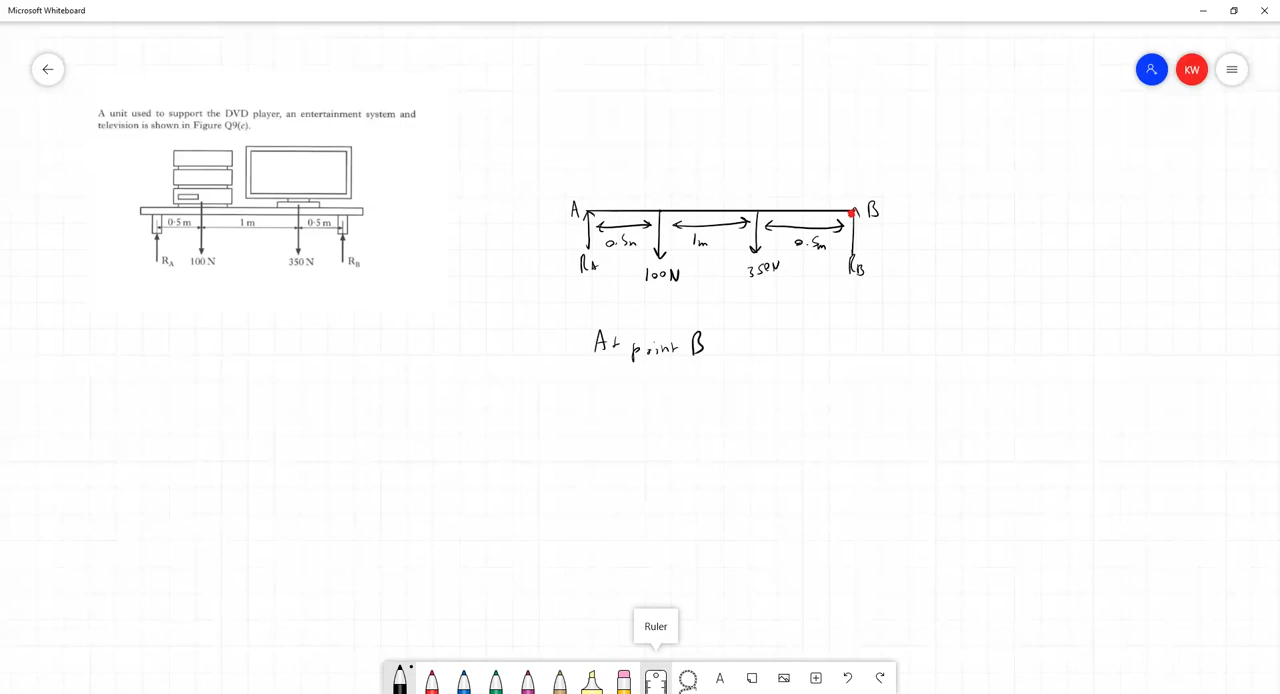 Microsoft Whiteboard
KW
A unit used to support the DVD player, an entertainment system and
television is shown in Figure Q9(c).
0·5 m 1 m 0·5 m
RA 100 N 350 N RB
A B
0.5m 1m 0.5m
RA 100N 350N RB
At point B
Ruler
A